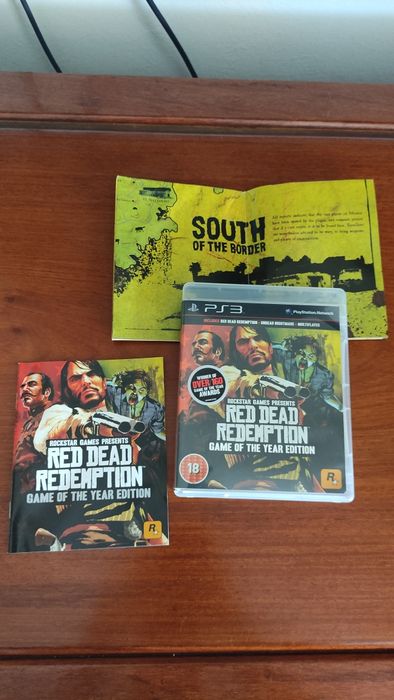 SOUTH
OF THE BORDER
PS3
PlayStation Network
INCLUDES RED DEAD REDEMPTION • UNDEAD NIGHTMARE • MULTIPLAYER
WINNER OF
OVER 160
GAME OF THE YEAR
AWARDS
ROCKSTAR GAMES PRESENTS
RED DEAD
REDEMPTION
GAME OF THE YEAR EDITION
18
R
ROCKSTAR GAMES PRESENTS
RED DEAD
REDEMPTION
GAME OF THE YEAR EDITION
R